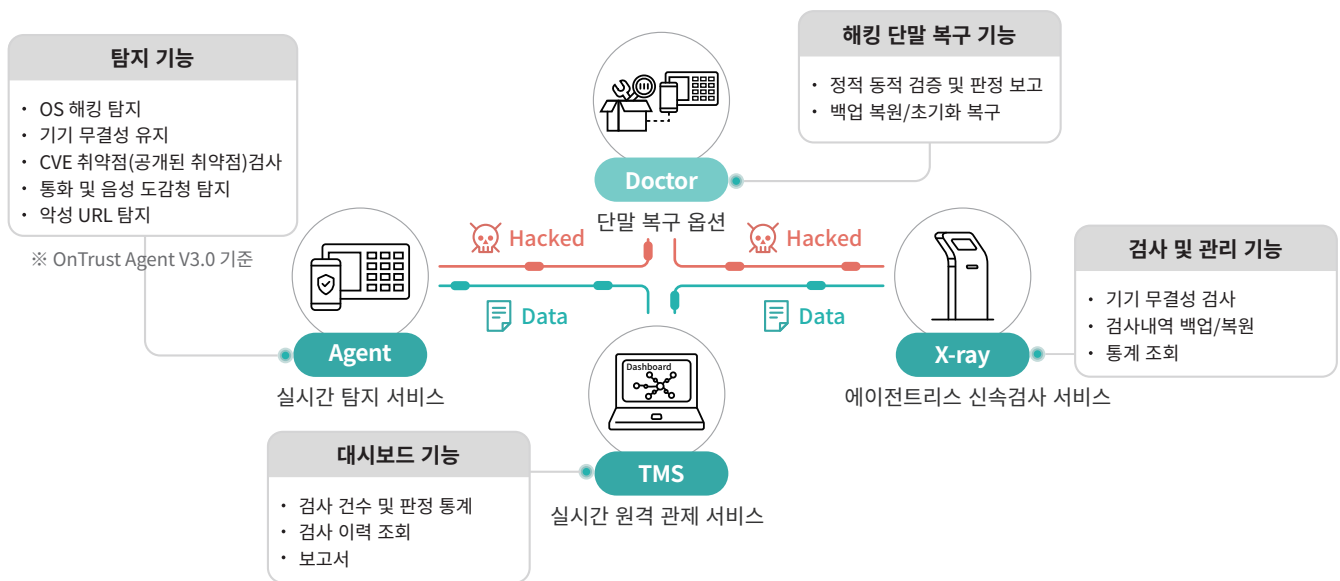 탐지 기능
• OS 해킹 탐지
• 기기 무결성 유지
• CVE 취약점(공개된 취약점)검사
• 통화 및 음성 도감청 탐지
• 악성 URL 탐지
※ OnTrust Agent V3.0 기준
Agent
실시간 탐지 서비스
해킹 단말 복구 기능
• 정적 동적 검증 및 판정 보고
• 백업 복원/초기화 복구
Doctor
단말 복구 옵션
Hacked
Hacked
Data
Data
검사 및 관리 기능
• 기기 무결성 검사
• 검사내역 백업/복원
• 통계 조회
X-ray
에이전트리스 신속검사 서비스
Dashboard
TMS
실시간 원격 관제 서비스
대시보드 기능
• 검사 건수 및 판정 통계
• 검사 이력 조회
• 보고서